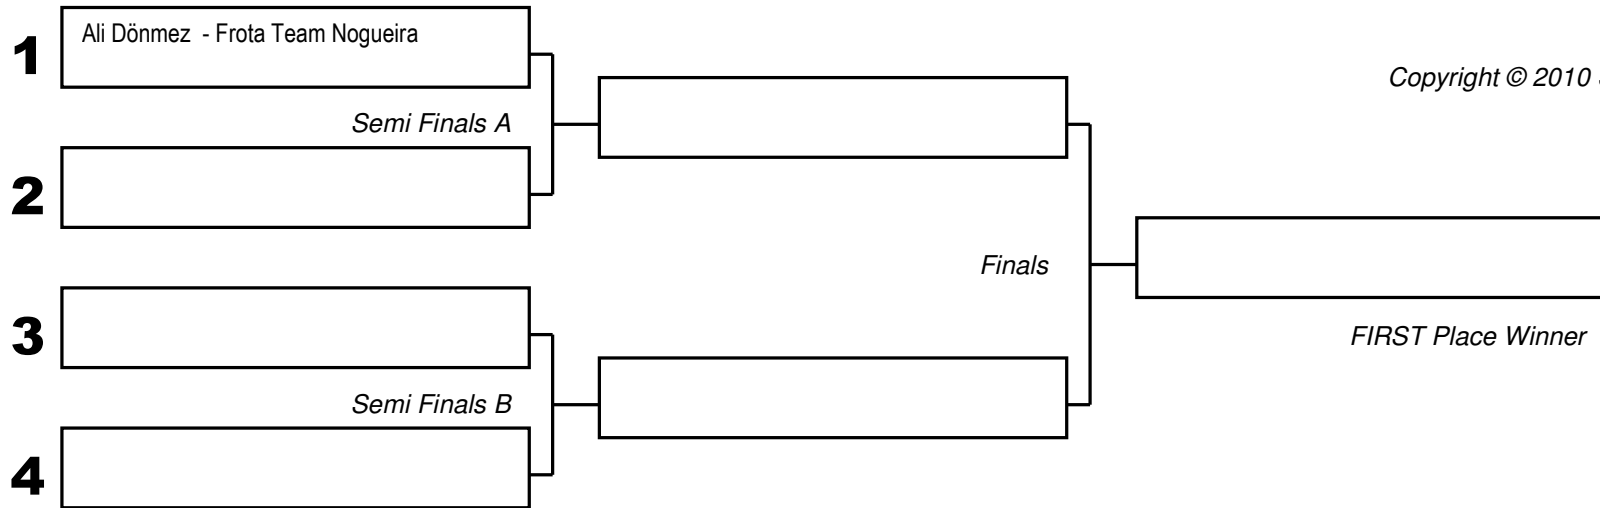 1
Ali Dönmez - Frota Team Nogueira
Copyright © 2010
Semi Finals A
2
Finals
3
FIRST Place Winner
Semi Finals B
4